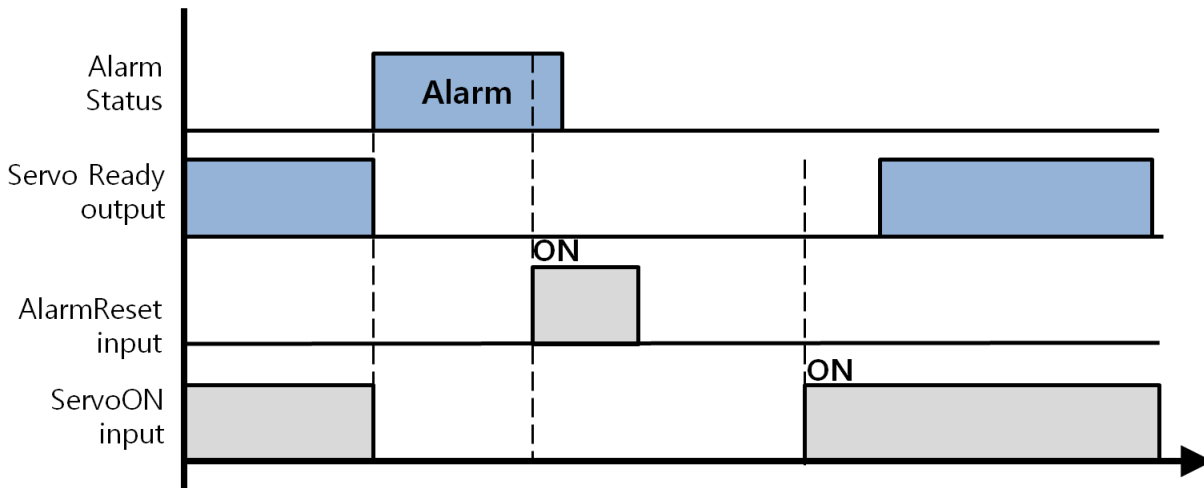 Alarm
Status
Alarm
Servo Ready
output
ON
AlarmReset
input
ON
ServoON
input